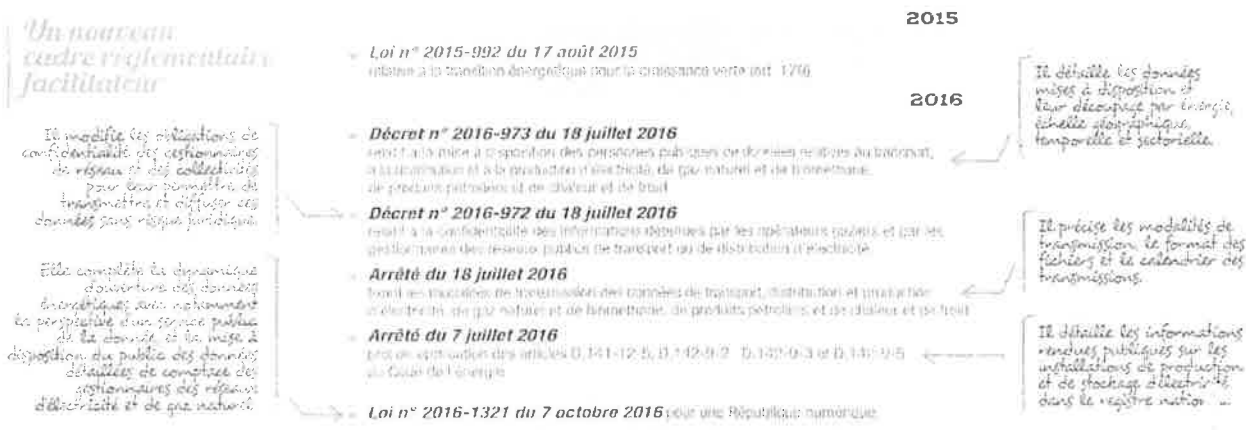 2015
Un nouveau
cadre réglementaire
facilitateur
Loi n° 2015-992 du 17 août 2015
relative à la transition énergétique pour la croissance verte (art. 179)
2016
Il détaille les données
mises à disposition et
leur découpage par énergie,
échelle géographique,
temporelle et sectorielle.
Décret n° 2016-973 du 18 juillet 2016
relatif à la mise à disposition des personnes publiques de données relatives au transport,
à la distribution et à la production d'électricité, de gaz naturel et de biométhane,
de produits pétroliers et de chaleur et de froid
Il modifie les obligations de
confidentialité des gestionnaires
de réseau et des collectivités
pour leur permettre de
transmettre et diffuser ces
données sans risque juridique.
Décret n° 2016-972 du 18 juillet 2016
relatif à la confidentialité des informations détenues par les opérateurs gaziers et par les
gestionnaires des réseaux publics de transport ou de distribution d'électricité
Il précise les modalités de
transmission, le format des
fichiers et le calendrier des
transmissions.
Arrêté du 18 juillet 2016
fixant les modalités de transmission des données de transport, distribution et production
d'électricité, de gaz naturel et de biométhane, de produits pétroliers et de chaleur et de froid
Elle complète la dynamique
d'ouverture des données
énergétiques avec notamment
la perspective d'un service public
de la donnée et la mise à
disposition du public des données
détaillées de comptage des
gestionnaires des réseaux
d'électricité et de gaz naturel.
Arrêté du 7 juillet 2016
pris en application des articles D.141-12-5, D.142-9-2, D.142-9-3 et D.142-9-5
du Code de l'énergie
Il détaille les informations
rendues publiques sur les
installations de production
et de stockage d'électricité
dans le registre
Loi n° 2016-1321 du 7 octobre 2016 pour une République numérique